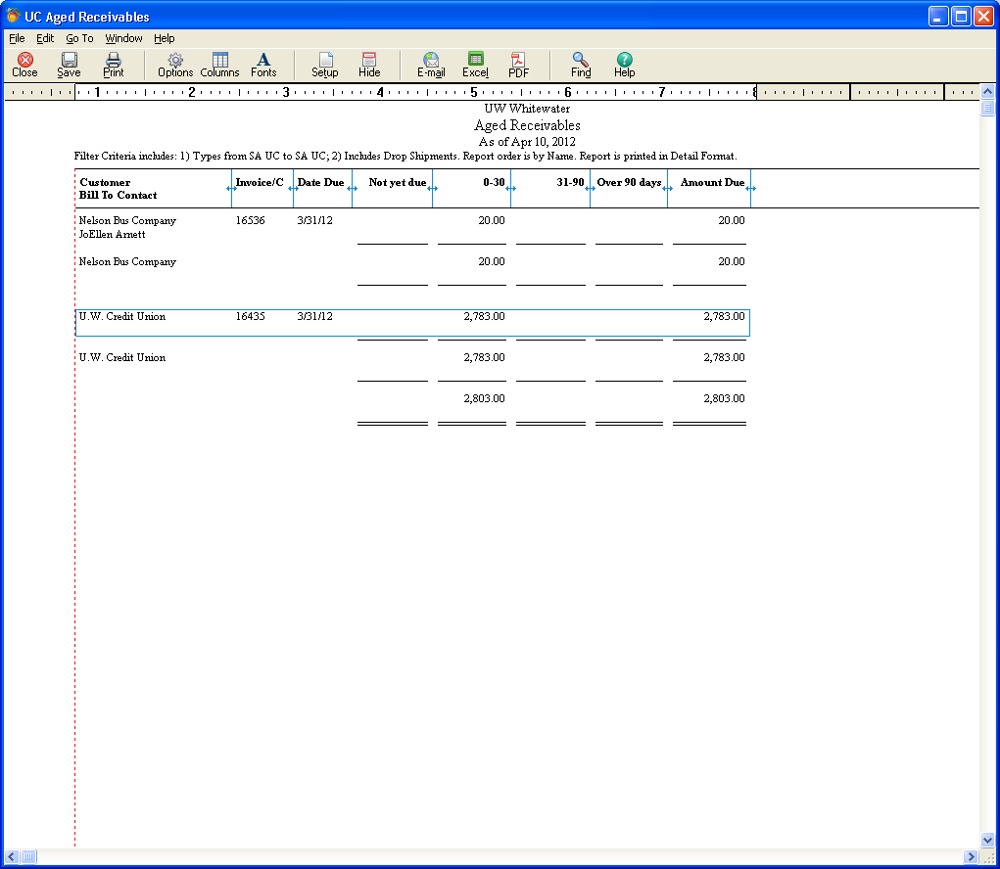 UC Aged Receivables
File Edit Go To Window Help
Close Save Print Options Columns Fonts Setup Hide E-mail Excel PDF Find Help
1 2 3 4 5 6 7 8
UW Whitewater
Aged Receivables
As of Apr 10, 2012
Filter Criteria includes: 1) Types from SA UC to SA UC; 2) Includes Drop Shipments. Report order is by Name. Report is printed in Detail Format.
Customer Invoice/C Date Due Not yet due 0-30 31-90 Over 90 days Amount Due
Bill To Contact
Nelson Bus Company 16536 3/31/12 20.00 20.00
JoEllen Arnett
Nelson Bus Company 20.00 20.00
U.W. Credit Union 16435 3/31/12 2,783.00 2,783.00
U.W. Credit Union 2,783.00 2,783.00
2,803.00 2,803.00